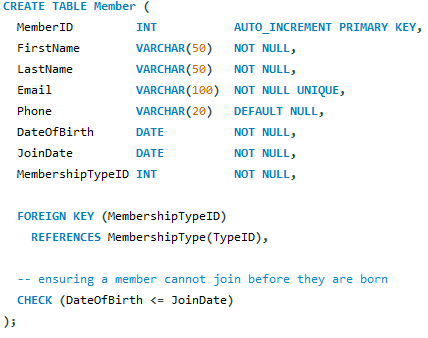 CREATE TABLE Member (
  MemberID        INT           AUTO_INCREMENT PRIMARY KEY,
  FirstName       VARCHAR(50)   NOT NULL,
  LastName        VARCHAR(50)   NOT NULL,
  Email           VARCHAR(100)  NOT NULL UNIQUE,
  Phone           VARCHAR(20)   DEFAULT NULL,
  DateOfBirth     DATE          NOT NULL,
  JoinDate        DATE          NOT NULL,
  MembershipTypeID INT          NOT NULL,
  FOREIGN KEY (MembershipTypeID)
    REFERENCES MembershipType(TypeID),
  -- ensuring a member cannot join before they are born
  CHECK (DateOfBirth <= JoinDate)
);